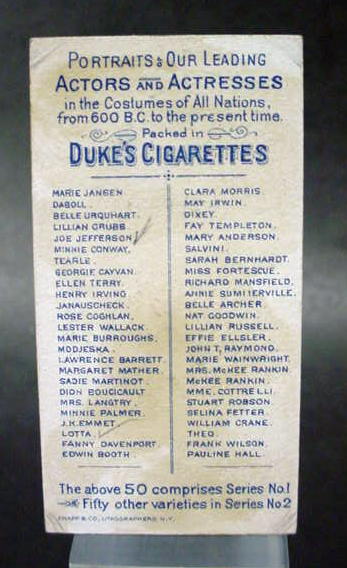 PORTRAITS OF OUR LEADING
ACTORS AND ACTRESSES
in the Costumes of All Nations,
from 600 B.C. to the present time.
Packed in
DUKE'S CIGARETTES
MARIE JANSEN.
DABOLL.
BELLE URQUHART.
LILLIAN GRUBB.
JOE JEFFERSON.
MINNIE CONWAY.
TEARLE.
GEORGIE CAYVAN.
ELLEN TERRY.
HENRY IRVING.
JANAUSCHECK.
ROSE COGHLAN.
LESTER WALLACK.
MARIE BURROUGHS.
MODJESKA.
LAWRENCE BARRETT.
MARGARET MATHER.
SADIE MARTINOT.
DION BOUCICAULT
MRS. LANGTRY.
MINNIE PALMER.
J.K. EMMET.
LOTTA.
FANNY DAVENPORT.
EDWIN BOOTH.
CLARA MORRIS.
MAY IRWIN.
DIXEY.
FAY TEMPLETON.
MARY ANDERSON.
SALVINI.
SARAH BERNHARDT.
MISS FORTESCUE.
RICHARD MANSFIELD.
ANNIE SUMMERVILLE.
BELLE ARCHER.
NAT GOODWIN.
LILLIAN RUSSELL.
EFFIE ELLSLER.
JOHN T. RAYMOND.
MARIE WAINWRIGHT.
MRS. McKEE RANKIN.
McKEE RANKIN.
MME. COTTRELLI.
STUART ROBSON.
SELINA FETTER.
WILLIAM CRANE.
THEO.
FRANK WILSON.
PAULINE HALL.
The above 50 comprises Series No.1
Fifty other varieties in Series No 2
KNAPP & CO, LITHOGRAPHERS, N.Y.